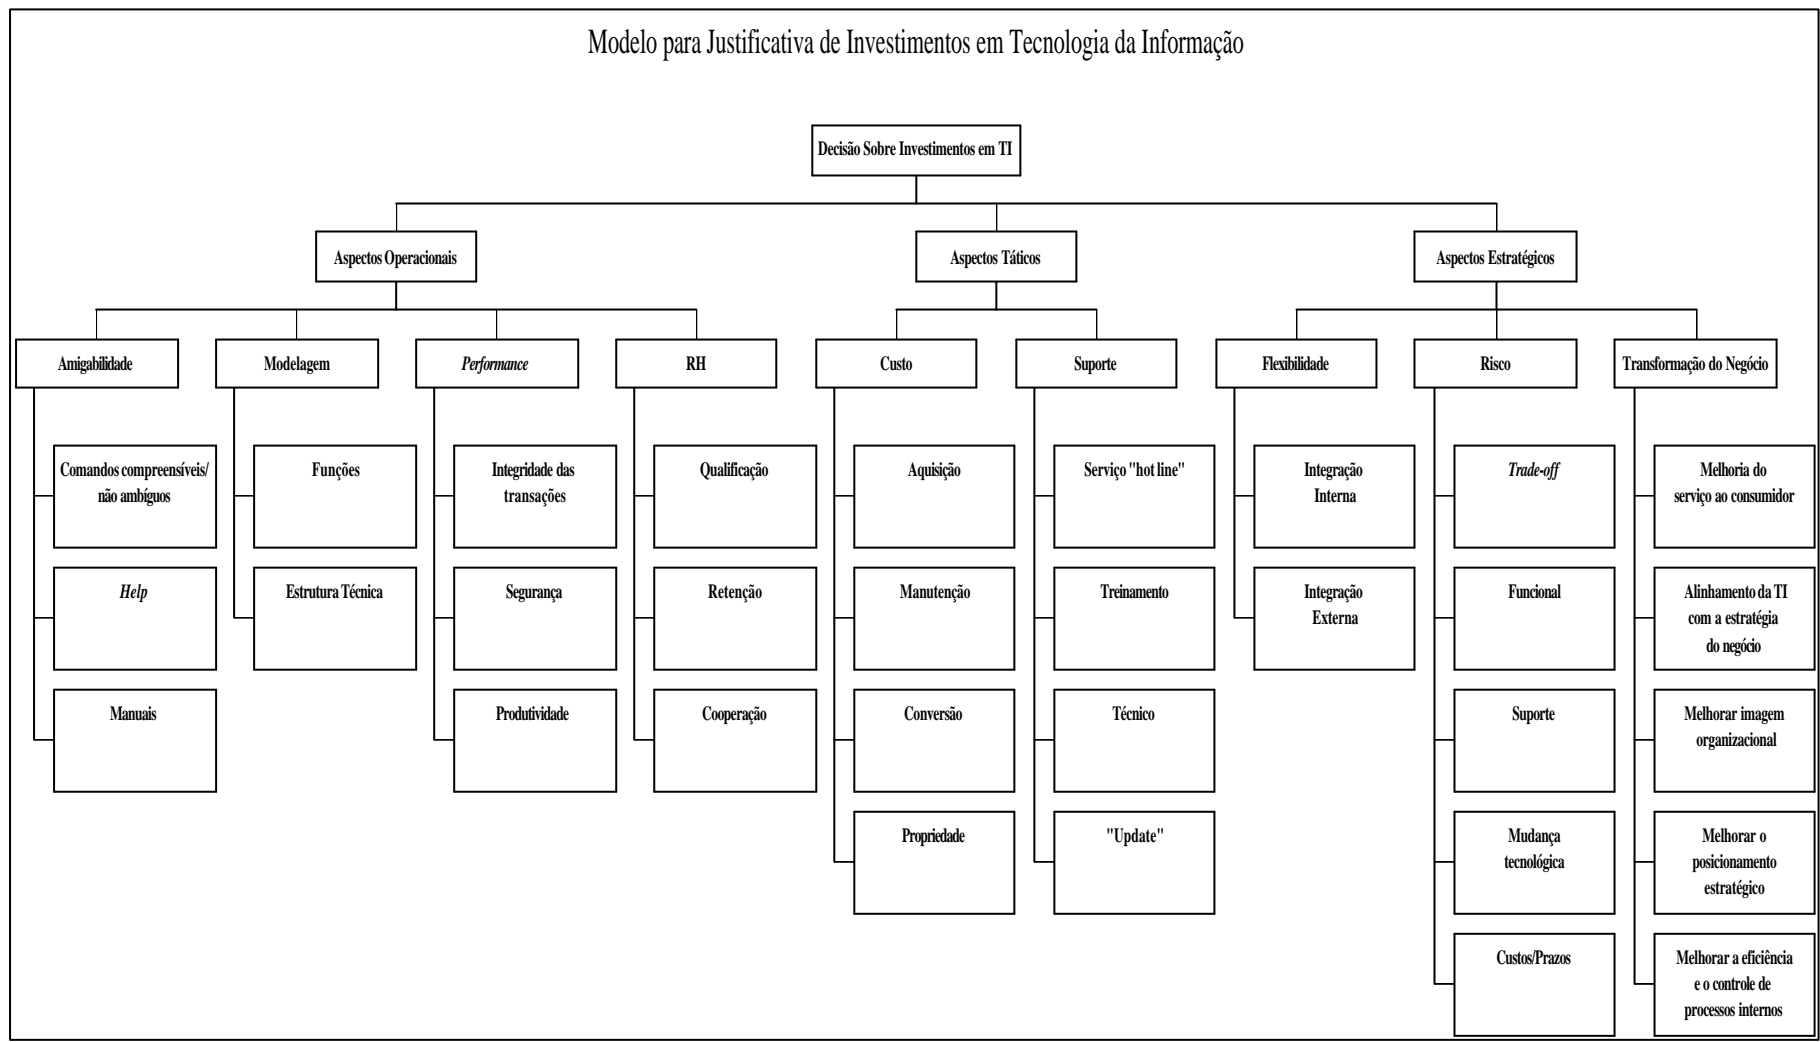 Modelo para Justificativa de Investimentos em Tecnologia da Informação
Decisão Sobre Investimentos em TI
Aspectos Operacionais
Aspectos Táticos
Aspectos Estratégicos
Amigabilidade
Modelagem
Performance
RH
Custo
Suporte
Flexibilidade
Risco
Transformação do Negócio
Comandos compreensíveis/
não ambíguos
Help
Manuais
Funções
Estrutura Técnica
Integridade das
transações
Segurança
Produtividade
Qualificação
Retenção
Cooperação
Aquisição
Manutenção
Conversão
Propriedade
Serviço "hot line"
Treinamento
Técnico
"Update"
Integração
Interna
Integração
Externa
Trade-off
Funcional
Suporte
Mudança
tecnológica
Custos/Prazos
Melhoria do
serviço ao consumidor
Alinhamento da TI
com a estratégia
do negócio
Melhorar imagem
organizacional
Melhorar o
posicionamento
estratégico
Melhorar a eficiência
e o controle de
processos internos